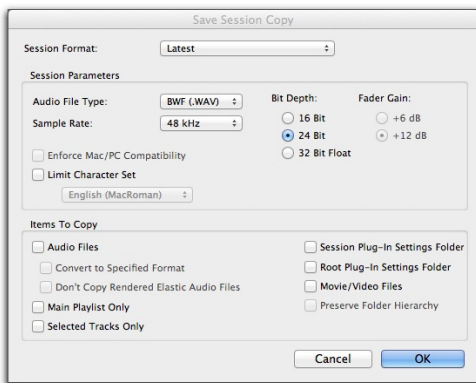 Save Session Copy
Session Format: Latest
Session Parameters
Audio File Type: BWF (.WAV)
Sample Rate: 48 kHz
Enforce Mac/PC Compatibility
Limit Character Set
English (MacRoman)
Bit Depth:
16 Bit
24 Bit
32 Bit Float
Fader Gain:
+6 dB
+12 dB
Items To Copy
Audio Files
Convert to Specified Format
Don't Copy Rendered Elastic Audio Files
Main Playlist Only
Selected Tracks Only
Session Plug-In Settings Folder
Root Plug-In Settings Folder
Movie/Video Files
Preserve Folder Hierarchy
Cancel
OK